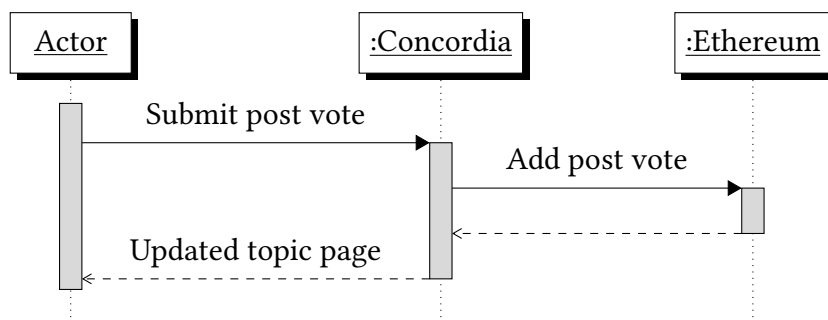 Actor
:Concordia
:Ethereum
Submit post vote
Add post vote
Updated topic page